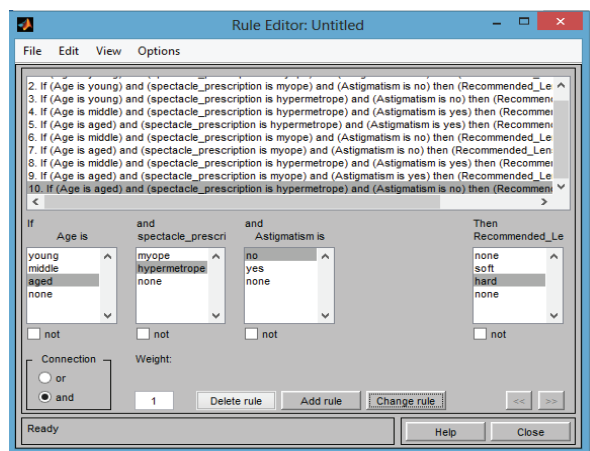 Rule Editor: Untitled
File Edit View Options
2. If (Age is young) and (spectacle_prescription is myope) and (Astigmatism is no) then (Recommended_Le
3. If (Age is young) and (spectacle_prescription is hypermetrope) and (Astigmatism is no) then (Recommen
4. If (Age is middle) and (spectacle_prescription is hypermetrope) and (Astigmatism is yes) then (Recomme
5. If (Age is aged) and (spectacle_prescription is hypermetrope) and (Astigmatism is yes) then (Recommen
6. If (Age is middle) and (spectacle_prescription is myope) and (Astigmatism is no) then (Recommended_L
7. If (Age is aged) and (spectacle_prescription is myope) and (Astigmatism is no) then (Recommended_Len
8. If (Age is middle) and (spectacle_prescription is hypermetrope) and (Astigmatism is yes) then (Recomme
9. If (Age is aged) and (spectacle_prescription is myope) and (Astigmatism is yes) then (Recommended_Le
10. If (Age is aged) and (spectacle_prescription is hypermetrope) and (Astigmatism is no) then (Recommen
If and and Then
Age is spectacle_prescri Astigmatism is Recommended_Le
young myope no none
middle hypermetrope yes soft
aged none none hard
none none
not not not not
Connection Weight:
or
and 1 Delete rule Add rule Change rule << >>
Ready Help Close